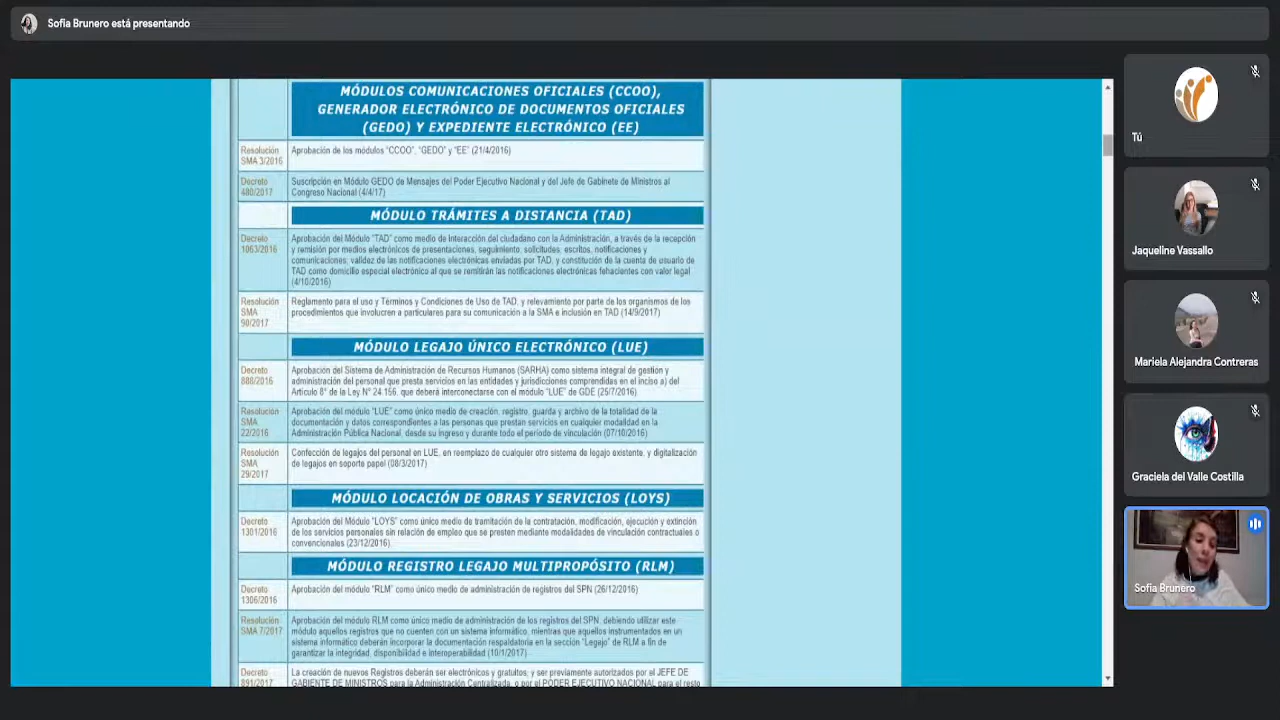 Sofia Brunero está presentando
MÓDULOS COMUNICACIONES OFICIALES (CCOO),
GENERADOR ELECTRÓNICO DE DOCUMENTOS OFICIALES
(GEDO) Y EXPEDIENTE ELECTRÓNICO (EE)
Resolución
SMA 3/2016
Aprobación de los módulos "CCOO", "GEDO" y "EE" (21/4/2016)
Decreto
480/2017
Suscripción en Módulo GEDO de Mensajes del Poder Ejecutivo Nacional y del Jefe de Gabinete de Ministros al
Congreso Nacional (4/4/17)
MÓDULO TRÁMITES A DISTANCIA (TAD)
Decreto
1063/2016
Aprobación del Módulo "TAD" como medio de interacción del ciudadano con la Administración, a través de la recepción
y remisión por medios electrónicos de presentaciones, seguimiento, solicitudes, escritos, notificaciones y
comunicaciones; validez de las notificaciones electrónicas enviadas por TAD, y constitución de la cuenta de usuario de
TAD como domicilio especial electrónico al que se remitirán las notificaciones electrónicas fehacientes con valor legal
(4/10/2016)
Resolución
SMA
90/2017
Reglamento para el uso y Términos y Condiciones de Uso de TAD, y relevamiento por parte de los organismos de los
procedimientos que involucren a particulares para su comunicación a la SMA e inclusión en TAD (14/9/2017)
MÓDULO LEGAJO ÚNICO ELECTRÓNICO (LUE)
Decreto
888/2016
Aprobación del Sistema de Administración de Recursos Humanos (SARHA) como sistema integral de gestión y
administración del personal que presta servicios en las entidades y jurisdicciones comprendidas en el inciso a) del
Artículo 8° de la Ley N° 24.156, que deberá interconectarse con el módulo "LUE" de GDE (25/7/2016)
Resolución
SMA
22/2016
Aprobación del módulo "LUE" como único medio de creación, registro, guarda y archivo de la totalidad de la
documentación y datos correspondientes a las personas que prestan servicios en cualquier modalidad en la
Administración Pública Nacional, desde su ingreso y durante todo el período de vinculación (07/10/2016)
Resolución
SMA
29/2017
Confección de legajos del personal en LUE, en reemplazo de cualquier otro sistema de legajo existente, y digitalización
de legajos en soporte papel (08/3/2017)
MÓDULO LOCACIÓN DE OBRAS Y SERVICIOS (LOYS)
Decreto
1301/2016
Aprobación del Módulo "LOYS" como único medio de tramitación de la contratación, modificación, ejecución y extinción
de los servicios personales sin relación de empleo que se presten mediante modalidades de vinculación contractuales o
convencionales (23/12/2016).
MÓDULO REGISTRO LEGAJO MULTIPROPÓSITO (RLM)
Decreto
1306/2016
Aprobación del módulo "RLM" como único medio de administración de registros del SPN (26/12/2016)
Resolución
SMA 7/2017
Aprobación del módulo RLM como único medio de administración de los registros del SPN, debiendo utilizar este
módulo aquellos registros que no cuenten con un sistema informático, mientras que aquellos instrumentados en un
sistema informático deberán incorporar la documentación respaldatoria en la sección "Legajo" de RLM a fin de
garantizar la integridad, disponibilidad e interoperabilidad (10/1/2017)
Decreto
891/2017
La creación de nuevos Registros deberán ser electrónicos y gratuitos, y ser previamente autorizados por el JEFE DE
GABIENTE DE MINISTROS para la Administración Centralizada, o por el PODER EJECUTIVO NACIONAL para el resto
Tú
Jaqueline Vassallo
Mariela Alejandra Contreras
Graciela del Valle Costilla
Sofia Brunero